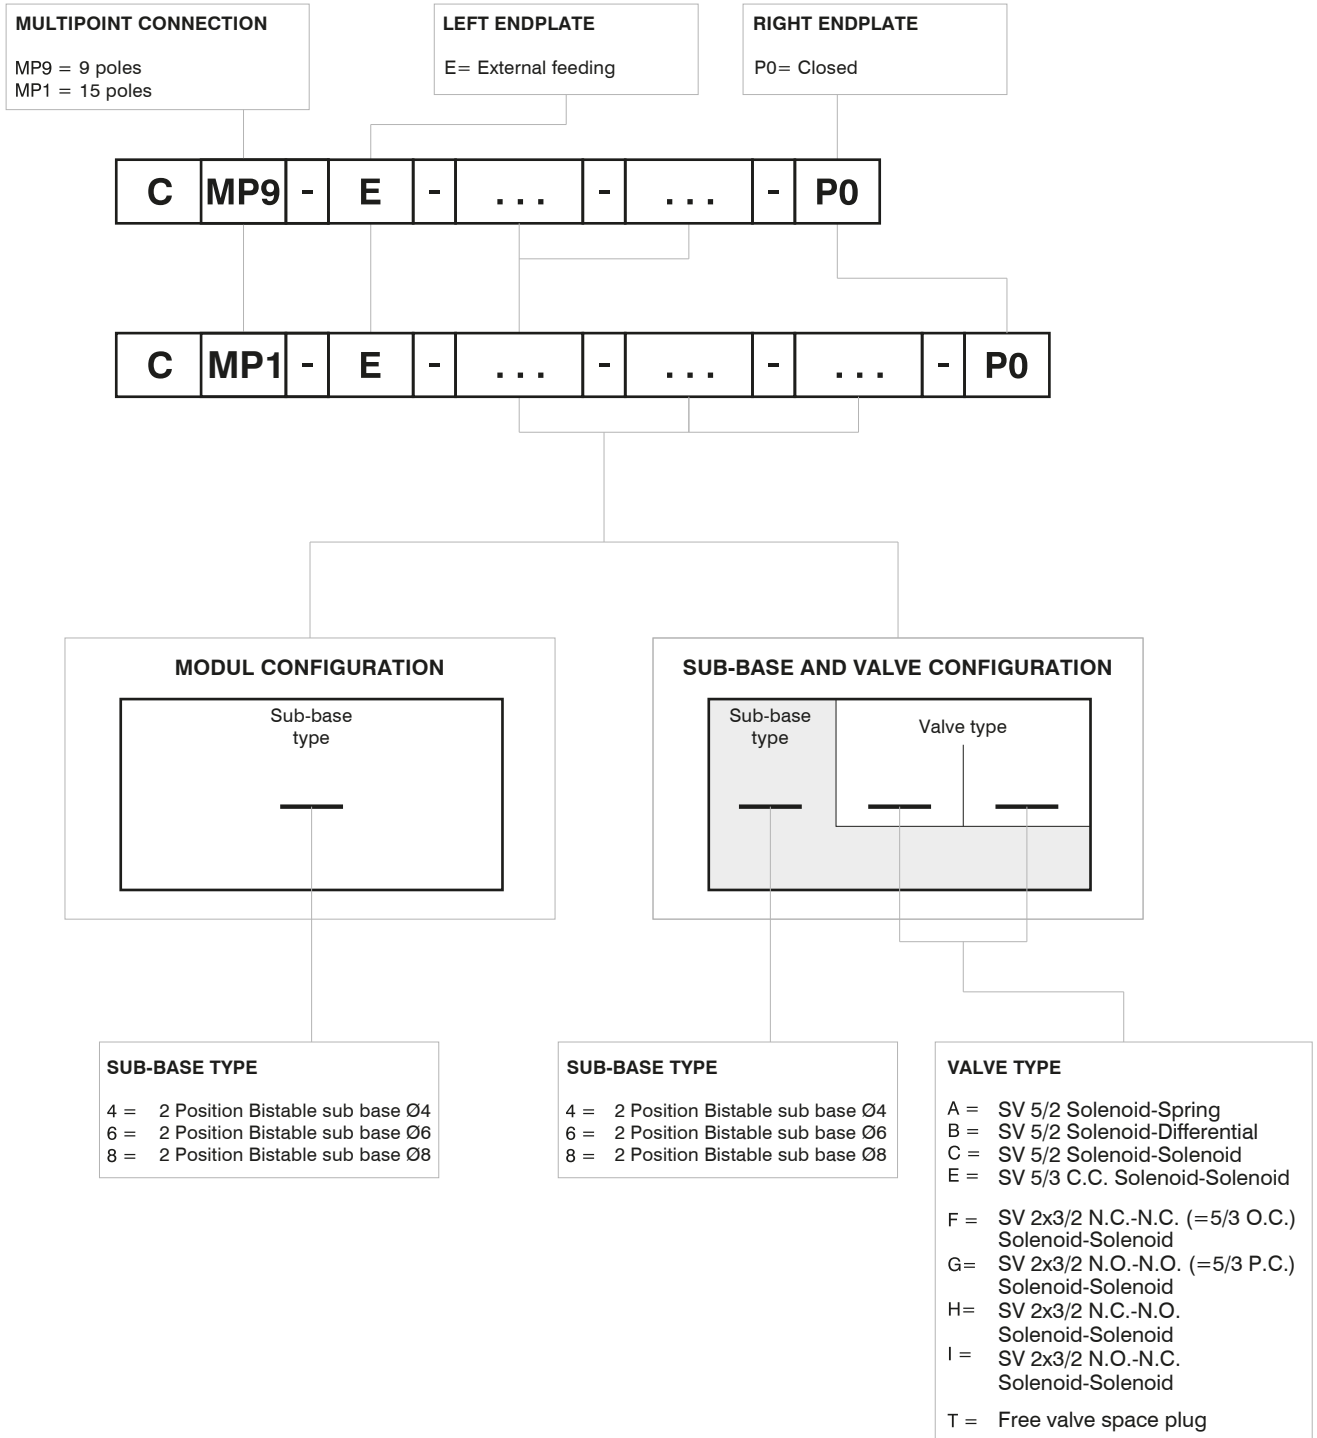 MULTIPOINT CONNECTION
MP9 = 9 poles
MP1 = 15 poles
LEFT ENDPLATE
E= External feeding
RIGHT ENDPLATE
P0= Closed
C MP9 - E - ... - ... - P0
C MP1 - E - ... - ... - ... - P0
MODUL CONFIGURATION
Sub-base
type
SUB-BASE AND VALVE CONFIGURATION
Sub-base
type
Valve type
SUB-BASE TYPE
4 = 2 Position Bistable sub base Ø4
6 = 2 Position Bistable sub base Ø6
8 = 2 Position Bistable sub base Ø8
SUB-BASE TYPE
4 = 2 Position Bistable sub base Ø4
6 = 2 Position Bistable sub base Ø6
8 = 2 Position Bistable sub base Ø8
VALVE TYPE
A = SV 5/2 Solenoid-Spring
B = SV 5/2 Solenoid-Differential
C = SV 5/2 Solenoid-Solenoid
E = SV 5/3 C.C. Solenoid-Solenoid
F = SV 2x3/2 N.C.-N.C. (=5/3 O.C.)
Solenoid-Solenoid
G= SV 2x3/2 N.O.-N.O. (=5/3 P.C.)
Solenoid-Solenoid
H= SV 2x3/2 N.C.-N.O.
Solenoid-Solenoid
I = SV 2x3/2 N.O.-N.C.
Solenoid-Solenoid
T = Free valve space plug